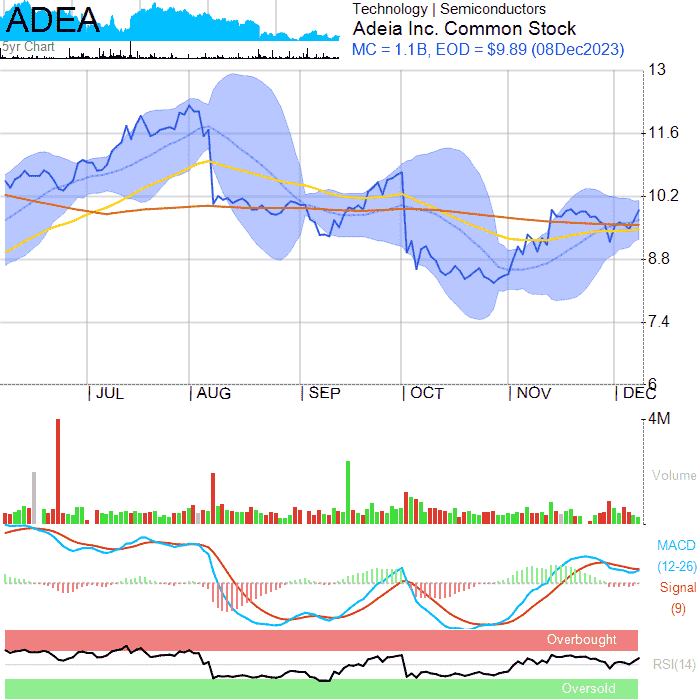 ADEA
5yr Chart
Technology | Semiconductors
Adeia Inc. Common Stock
MC = 1.1B, EOD = $9.89 (08Dec2023)
13
11.6
10.2
8.8
7.4
6
JUL AUG SEP OCT NOV DEC
4M
Volume
MACD
(12-26)
Signal
(9)
Overbought
RSI(14)
Oversold